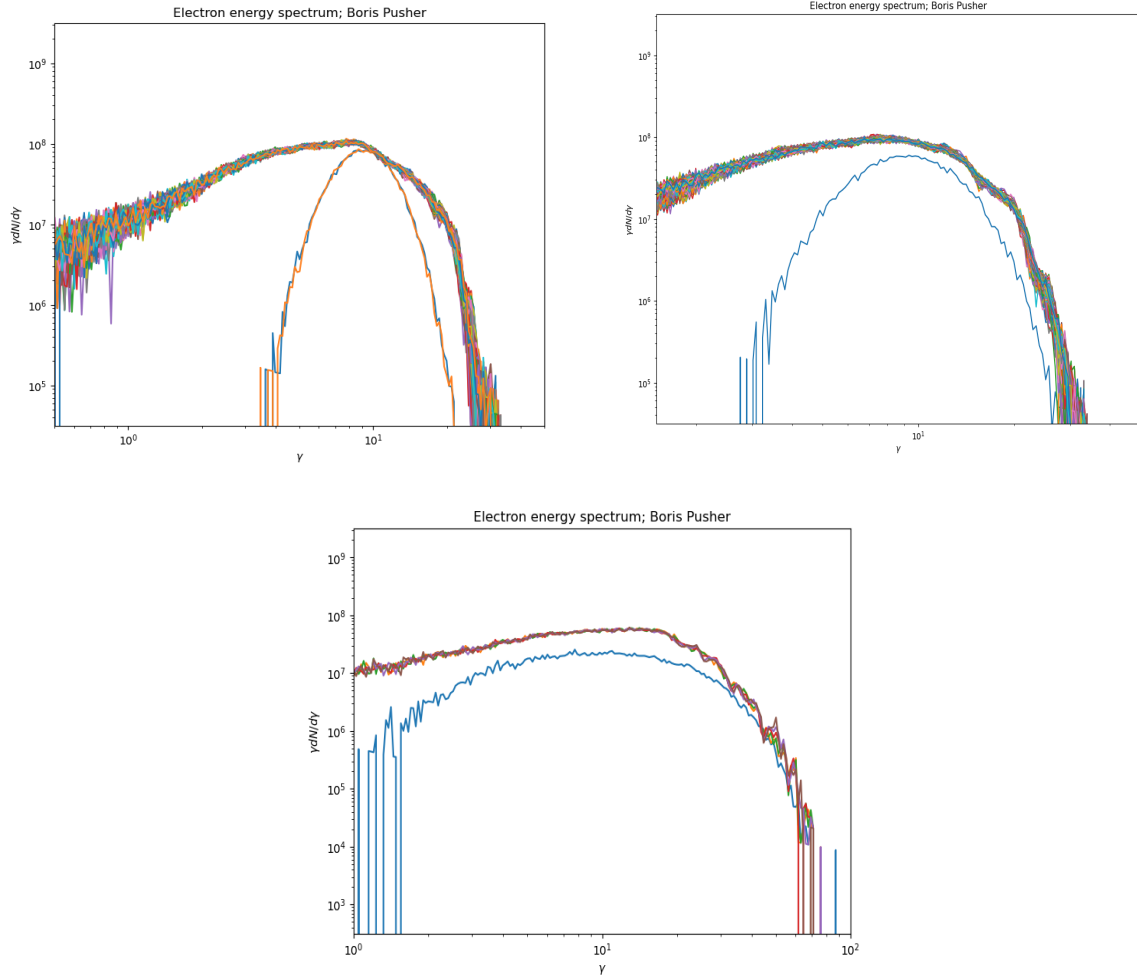 Electron energy spectrum; Boris Pusher
10⁹
10⁸
10⁷
10⁶
10⁵
γdN/dγ
10⁰
10¹
γ
Electron energy spectrum; Boris Pusher
10⁹
10⁸
10⁷
10⁶
10⁵
γdN/dγ
10¹
γ
Electron energy spectrum; Boris Pusher
10⁹
10⁸
10⁷
10⁶
10⁵
10⁴
10³
γdN/dγ
10⁰
10¹
10²
γ